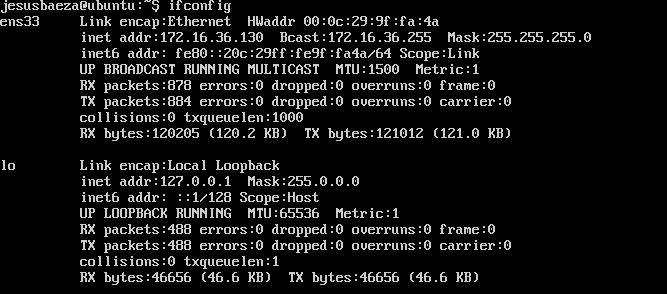 jesusbaeza@ubuntu:~$ ifconfig
ens33 Link encap:Ethernet HWaddr 00:0c:29:9f:fa:4a
inet addr:172.16.36.130 Bcast:172.16.36.255 Mask:255.255.255.0
inet6 addr: fe80::20c:29ff:fe9f:fa4a/64 Scope:Link
UP BROADCAST RUNNING MULTICAST MTU:1500 Metric:1
RX packets:878 errors:0 dropped:0 overruns:0 frame:0
TX packets:884 errors:0 dropped:0 overruns:0 carrier:0
collisions:0 txqueuelen:1000
RX bytes:120205 (120.2 KB) TX bytes:121012 (121.0 KB)
lo Link encap:Local Loopback
inet addr:127.0.0.1 Mask:255.0.0.0
inet6 addr: ::1/128 Scope:Host
UP LOOPBACK RUNNING MTU:65536 Metric:1
RX packets:488 errors:0 dropped:0 overruns:0 frame:0
TX packets:488 errors:0 dropped:0 overruns:0 carrier:0
collisions:0 txqueuelen:1
RX bytes:46656 (46.6 KB) TX bytes:46656 (46.6 KB)